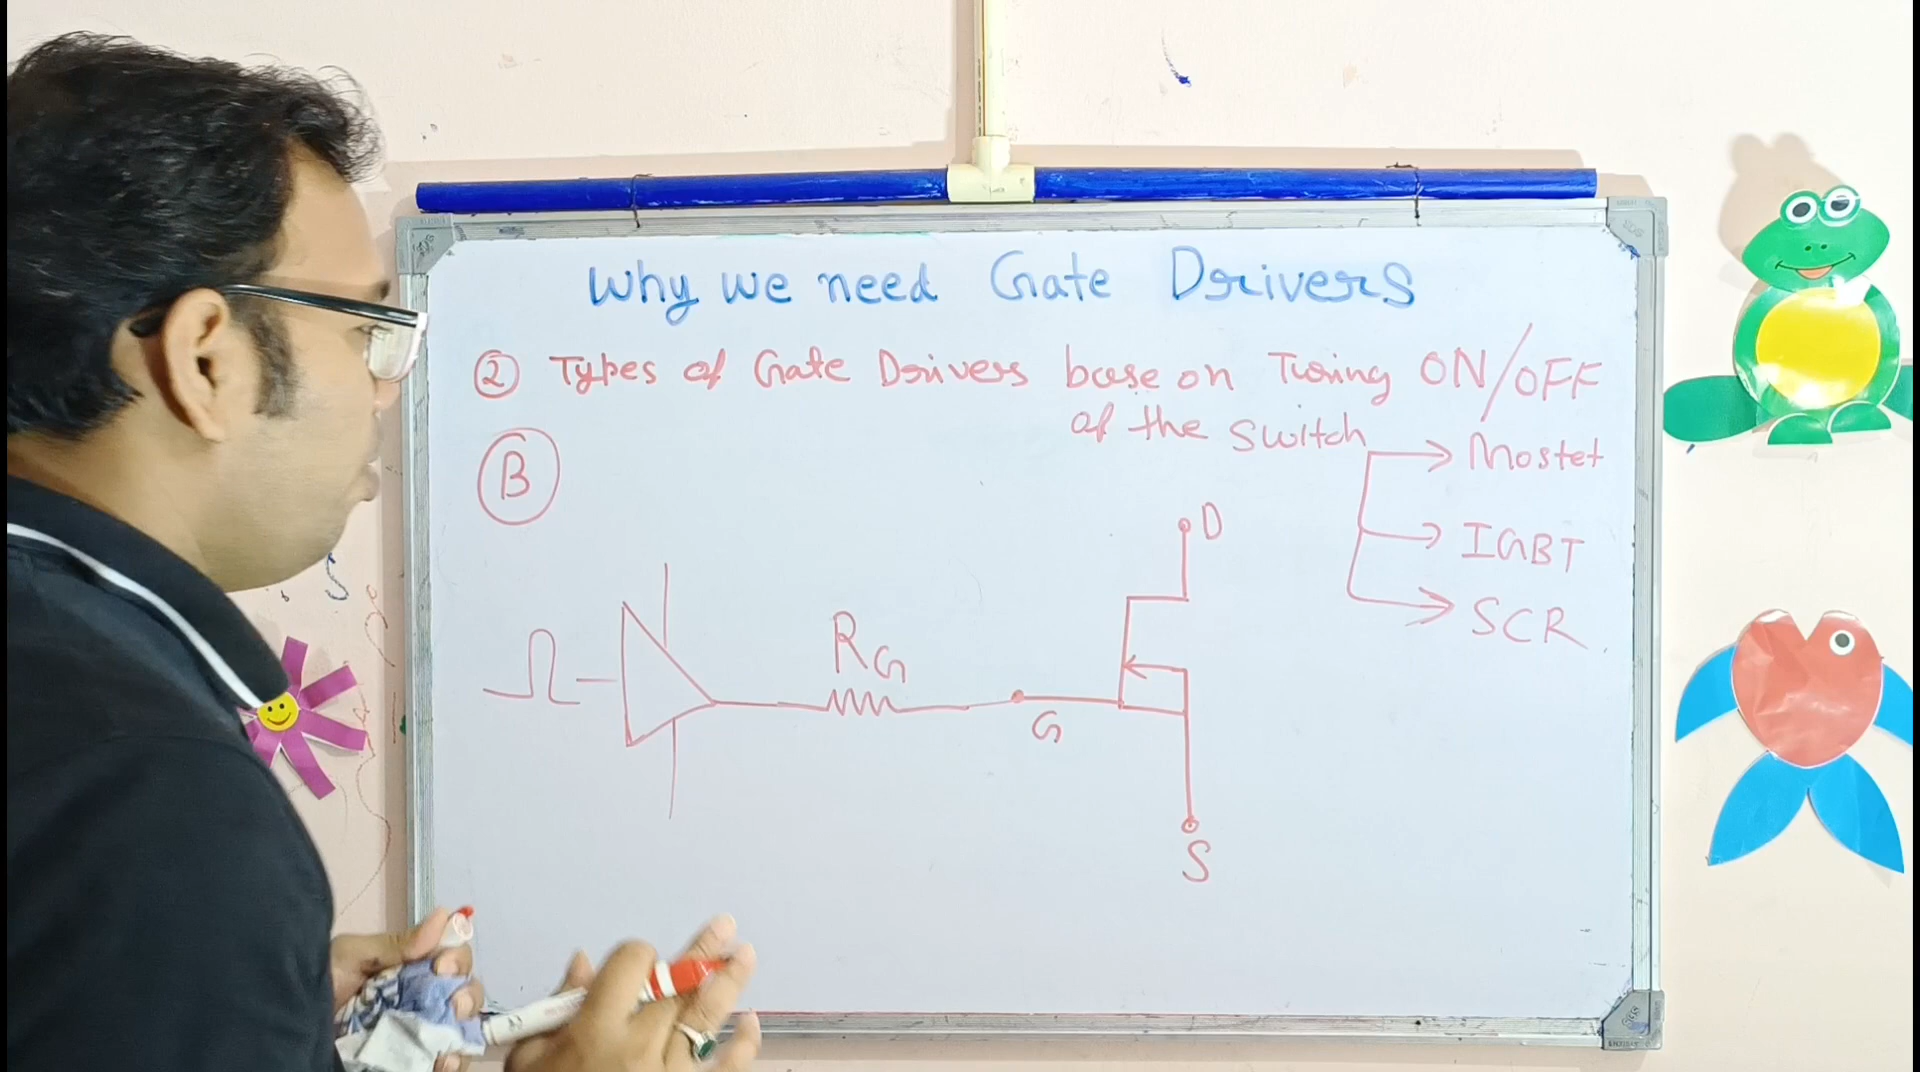 Why we need Gate Drivers
② Types of Gate Drivers base on Turing ON/OFF
of the switch
Mosfet
B
D
IGBT
SCR
RG
G
S